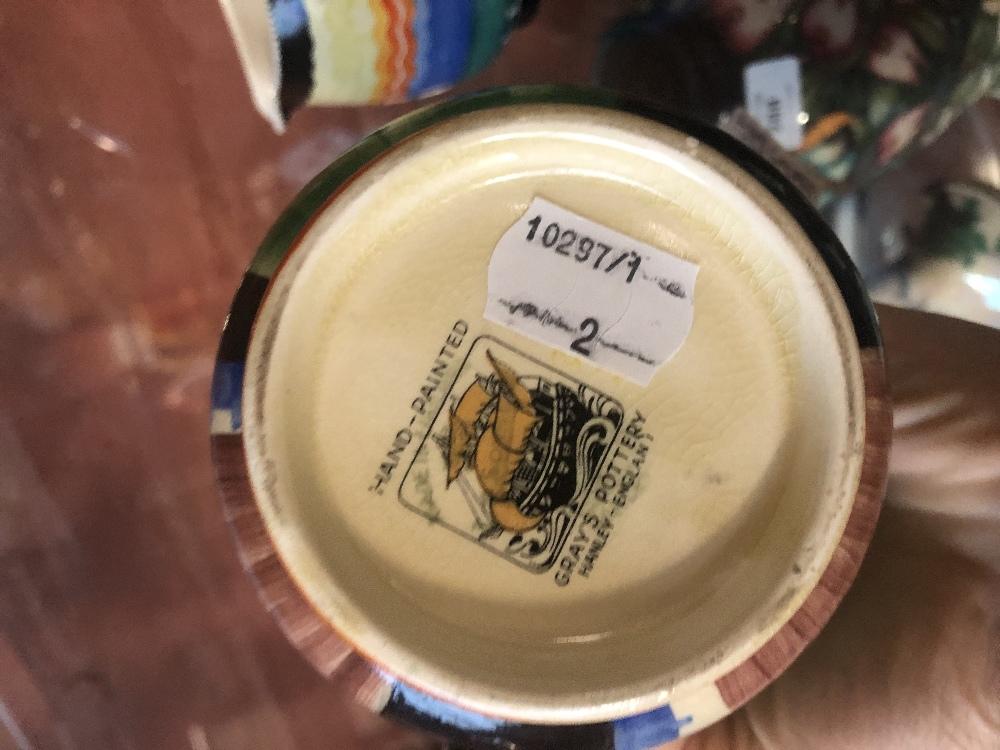 10297/1
2
HAND-PAINTED
GRAY'S POTTERY
HANLEY-ENGLAND